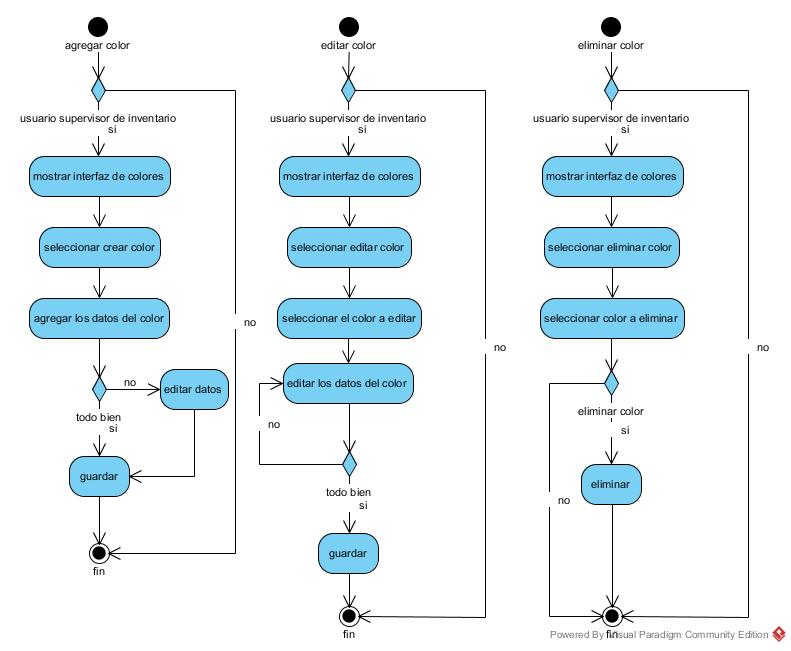 agregar color
usuario supervisor de inventario
si
mostrar interfaz de colores
seleccionar crear color
agregar los datos del color
no
no
editar datos
todo bien
si
guardar
fin
editar color
usuario supervisor de inventario
si
mostrar interfaz de colores
seleccionar editar color
seleccionar el color a editar
no
editar los datos del color
no
todo bien
si
guardar
fin
eliminar color
usuario supervisor de inventario
si
mostrar interfaz de colores
seleccionar eliminar color
seleccionar color a eliminar
no
eliminar color
si
eliminar
no
fin
Powered By Visual Paradigm Community Edition